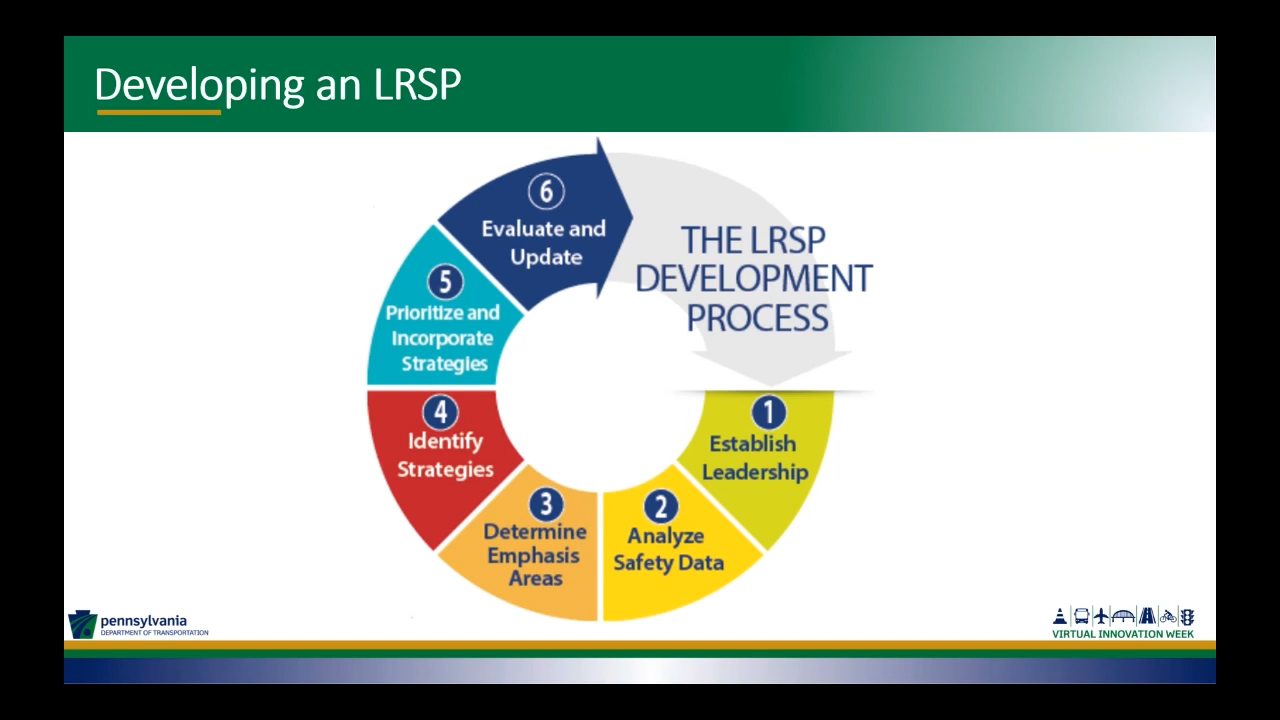 Developing an LRSP
THE LRSP
DEVELOPMENT
PROCESS
1
Establish
Leadership
2
Analyze
Safety Data
3
Determine
Emphasis
Areas
4
Identify
Strategies
5
Prioritize and
Incorporate
Strategies
6
Evaluate and
Update
pennsylvania
DEPARTMENT OF TRANSPORTATION
VIRTUAL INNOVATION WEEK